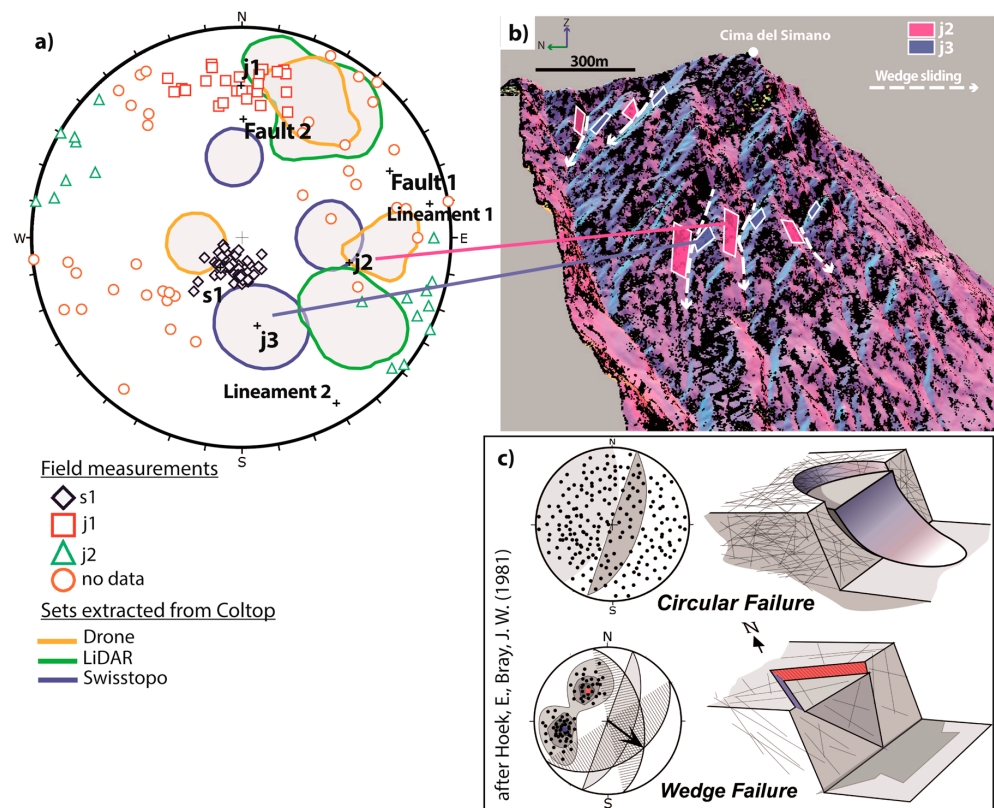 a)
N
j1
Fault 2
Fault 1
Lineament 1
W
E
j2
s1
j3
Lineament 2
S
Field measurements
s1
j1
j2
no data
Sets extracted from Coltop
Drone
LiDAR
Swisstopo
b)
Z
N
300m
Cima del Simano
j2
j3
Wedge sliding
c)
N
S
Circular Failure
N
N
S
Wedge Failure
after Hoek, E., Bray, J. W. (1981)